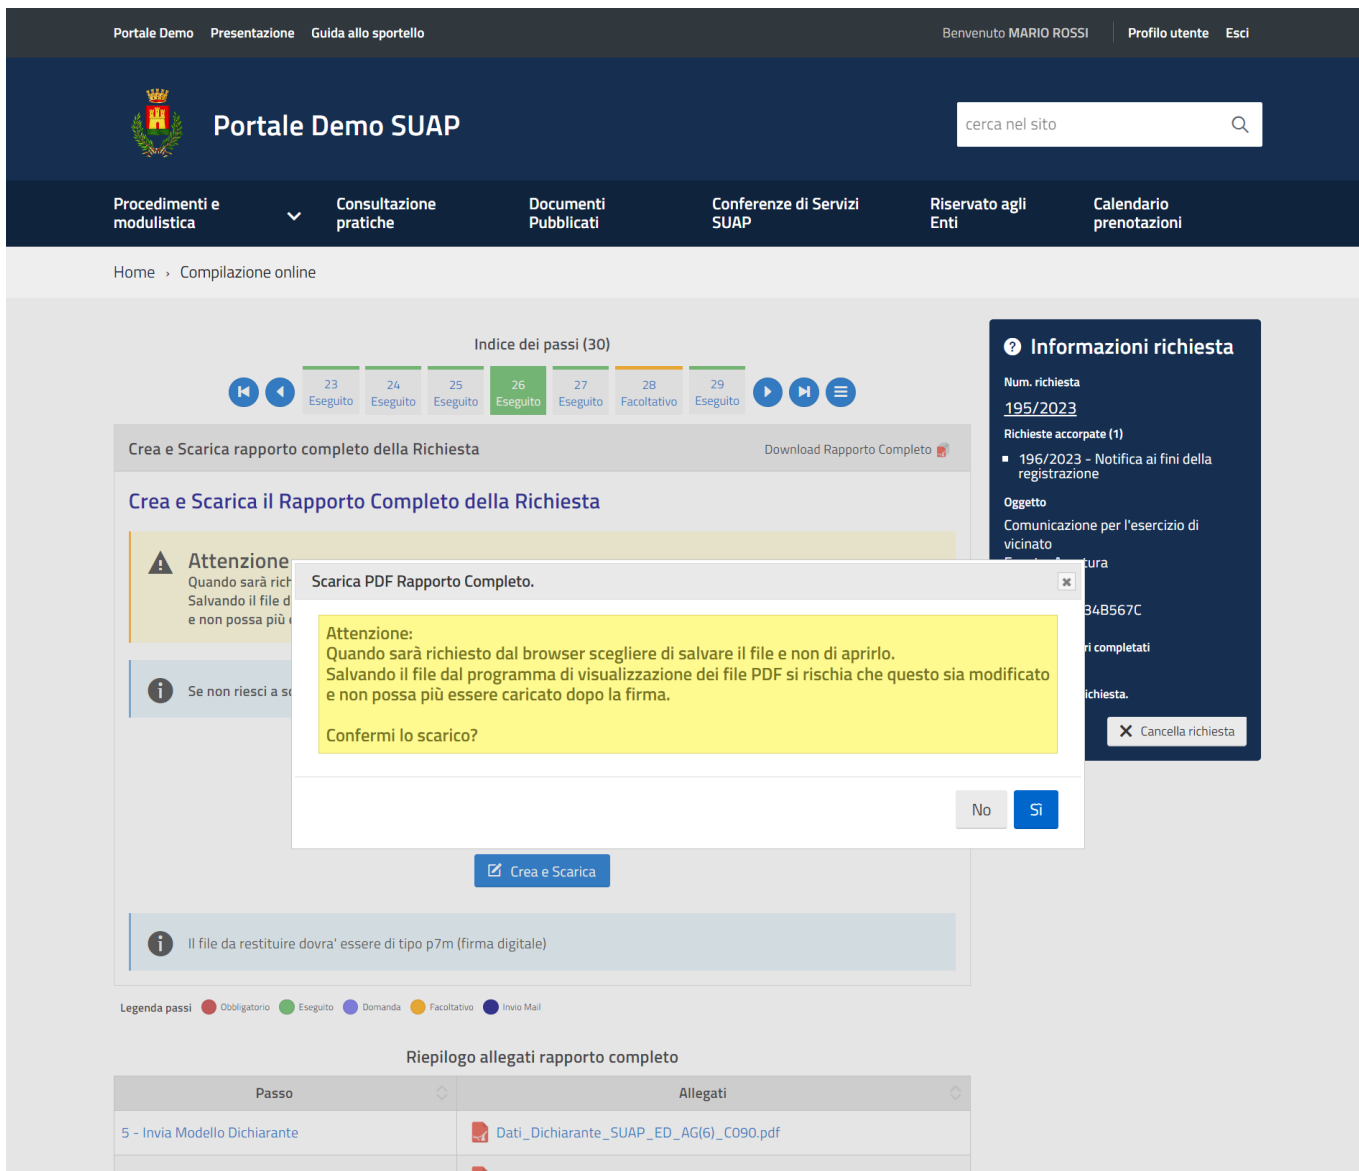 Portale Demo Presentazione Guida allo sportello Benvenuto MARIO ROSSI Profilo utente Esci
Portale Demo SUAP
cerca nel sito
Procedimenti e modulistica
Consultazione pratiche
Documenti Pubblicati
Conferenze di Servizi SUAP
Riservato agli Enti
Calendario prenotazioni
Home › Compilazione online
Indice dei passi (30)
23 Eseguito
24 Eseguito
25 Eseguito
26 Eseguito
27 Eseguito
28 Facoltativo
29 Eseguito
Crea e Scarica rapporto completo della Richiesta
Download Rapporto Completo
Crea e Scarica il Rapporto Completo della Richiesta
Attenzione
Quando sarà rich
Salvando il file d
e non possa più
Se non riesci a
Scarica PDF Rapporto Completo.
Attenzione:
Quando sarà richiesto dal browser scegliere di salvare il file e non di aprirlo.
Salvando il file dal programma di visualizzazione dei file PDF si rischia che questo sia modificato
e non possa più essere caricato dopo la firma.
Confermi lo scarico?
No
Sì
Crea e Scarica
Il file da restituire dovra' essere di tipo p7m (firma digitale)
Legenda passi Obbligatorio Eseguito Domanda Facoltativo Invio Mail
Riepilogo allegati rapporto completo
Passo Allegati
5 - Invia Modello Dichiarante Dati_Dichiarante_SUAP_ED_AG(6)_C090.pdf
Informazioni richiesta
Num. richiesta
195/2023
Richieste accorpate (1)
196/2023 - Notifica ai fini della
registrazione
Oggetto
Comunicazione per l'esercizio di
vicinato
tura
34B567C
ri completati
ichiesta.
Cancella richiesta